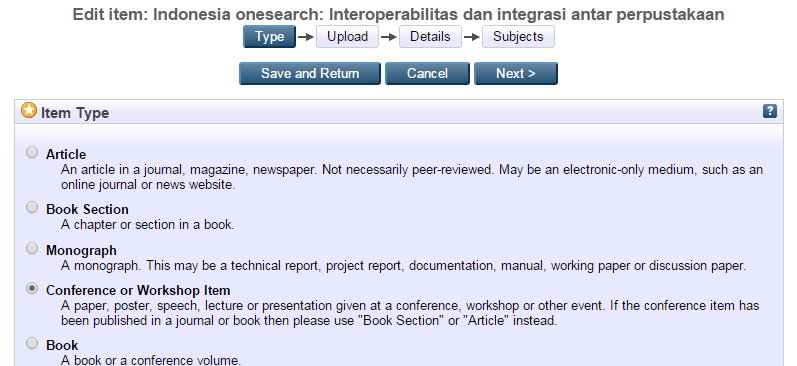 Edit item: Indonesia onesearch: Interoperabilitas dan integrasi antar perpustakaan
Type Upload Details Subjects
Save and Return Cancel Next >
Item Type ?
Article
An article in a journal, magazine, newspaper. Not necessarily peer-reviewed. May be an electronic-only medium, such as an
online journal or news website.
Book Section
A chapter or section in a book.
Monograph
A monograph. This may be a technical report, project report, documentation, manual, working paper or discussion paper.
Conference or Workshop Item
A paper, poster, speech, lecture or presentation given at a conference, workshop or other event. If the conference item has
been published in a journal or book then please use "Book Section" or "Article" instead.
Book
A book or a conference volume.